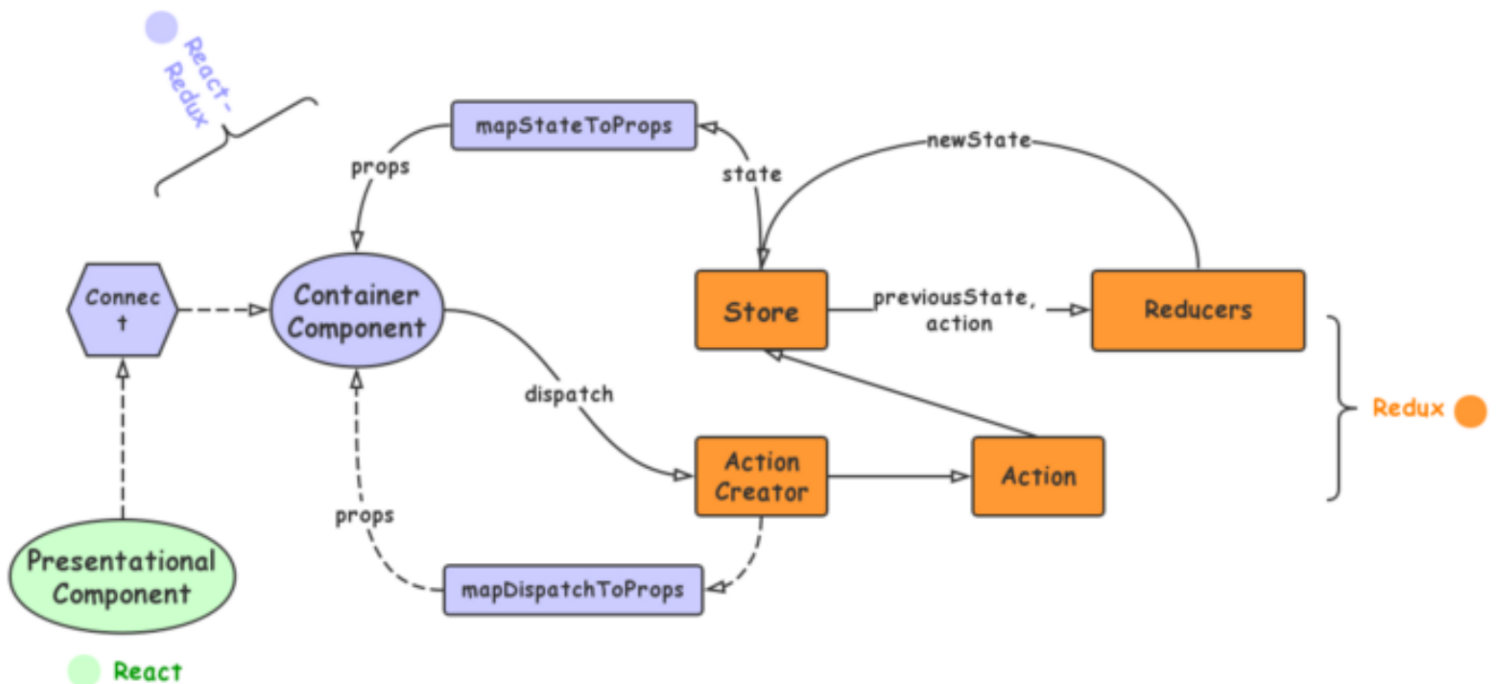 React-
Redux
mapStateToProps
newState
props
state
Connec
t
Container
Component
Store
previousState,
action
Reducers
dispatch
Redux
Action
Creator
Action
props
Presentational
Component
mapDispatchToProps
React